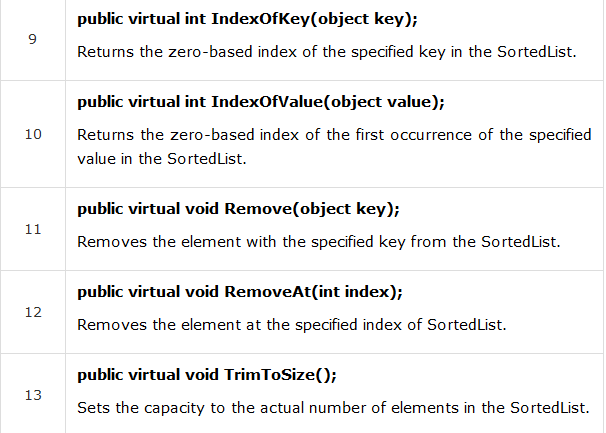 9
public virtual int IndexOfKey(object key);
Returns the zero-based index of the specified key in the SortedList.
10
public virtual int IndexOfValue(object value);
Returns the zero-based index of the first occurrence of the specified
value in the SortedList.
11
public virtual void Remove(object key);
Removes the element with the specified key from the SortedList.
12
public virtual void RemoveAt(int index);
Removes the element at the specified index of SortedList.
13
public virtual void TrimToSize();
Sets the capacity to the actual number of elements in the SortedList.